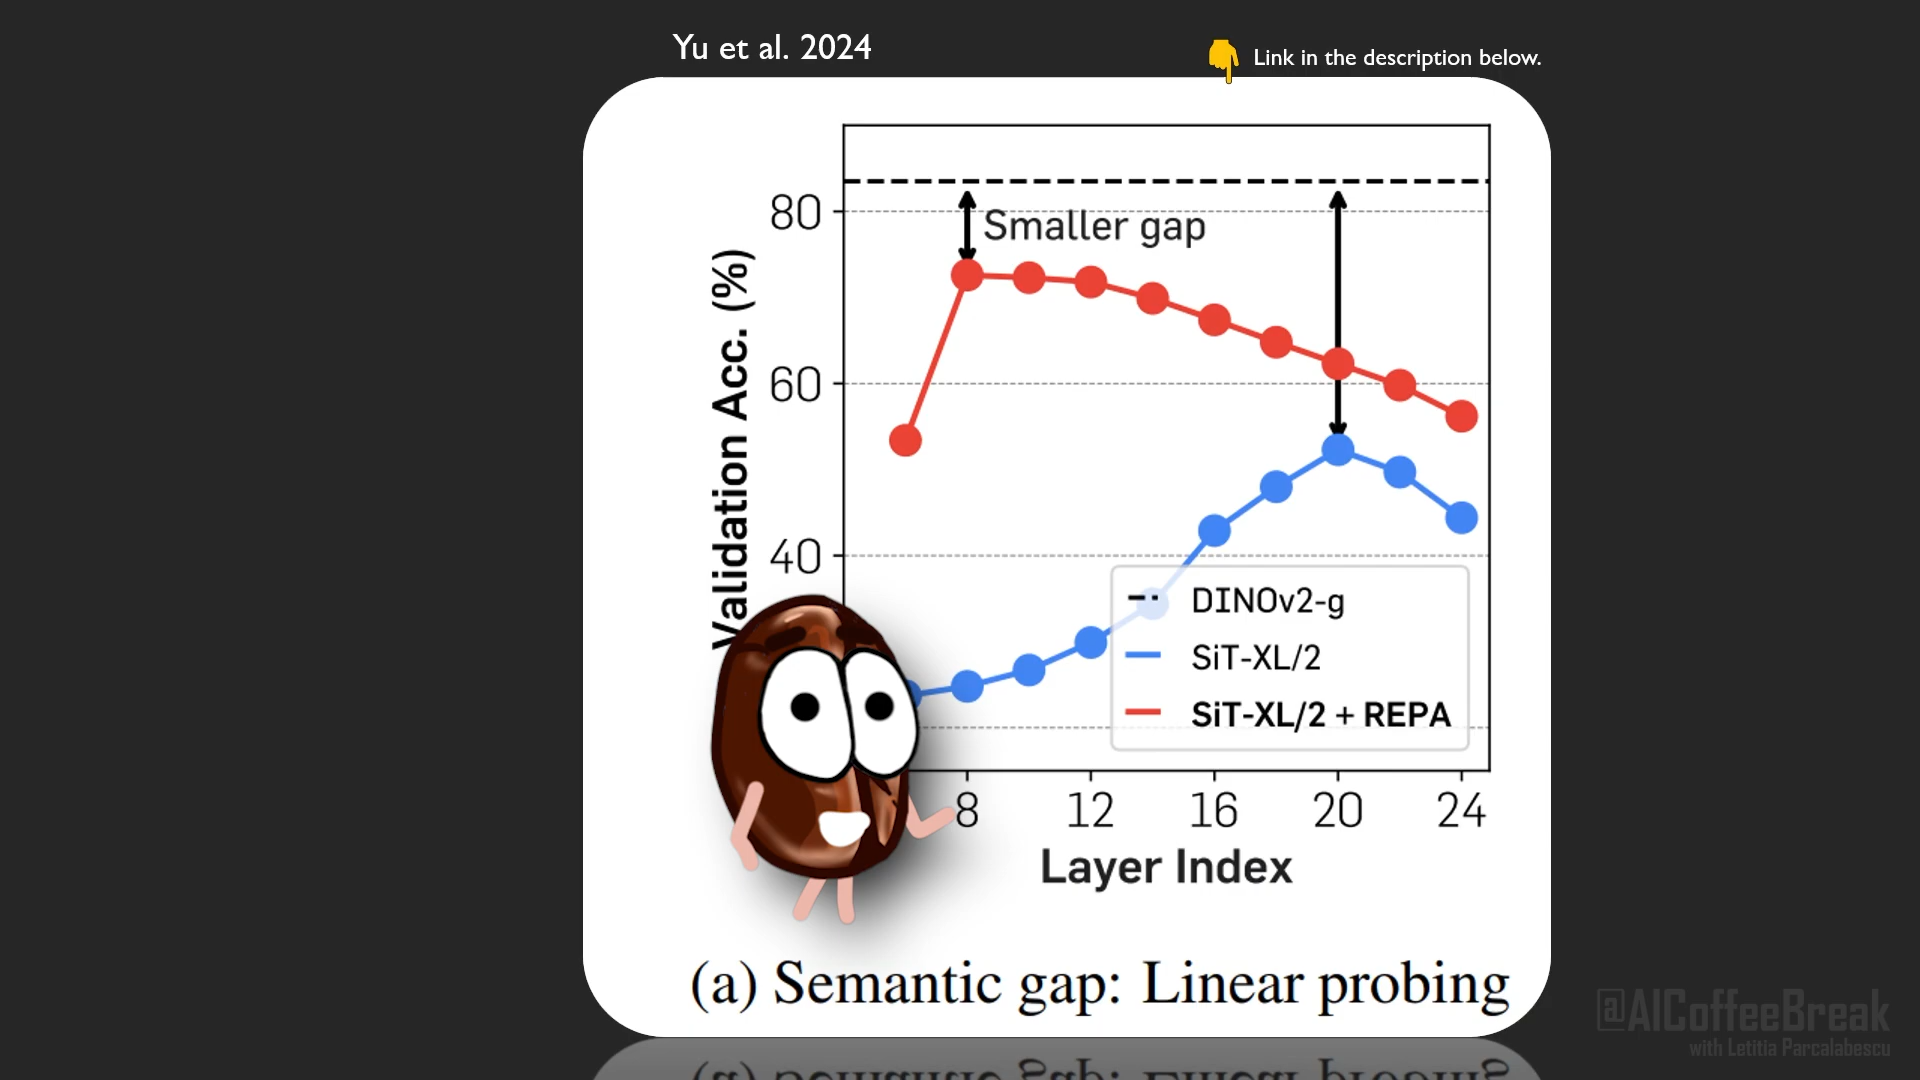 Yu et al. 2024
Link in the description below.
80
Smaller gap
60
Validation Acc. (%)
40
DINOv2-g
SiT-XL/2
SiT-XL/2 + REPA
8 12 16 20 24
Layer Index
(a) Semantic gap: Linear probing
@AICoffeeBreak
with Letitia Parcalabescu